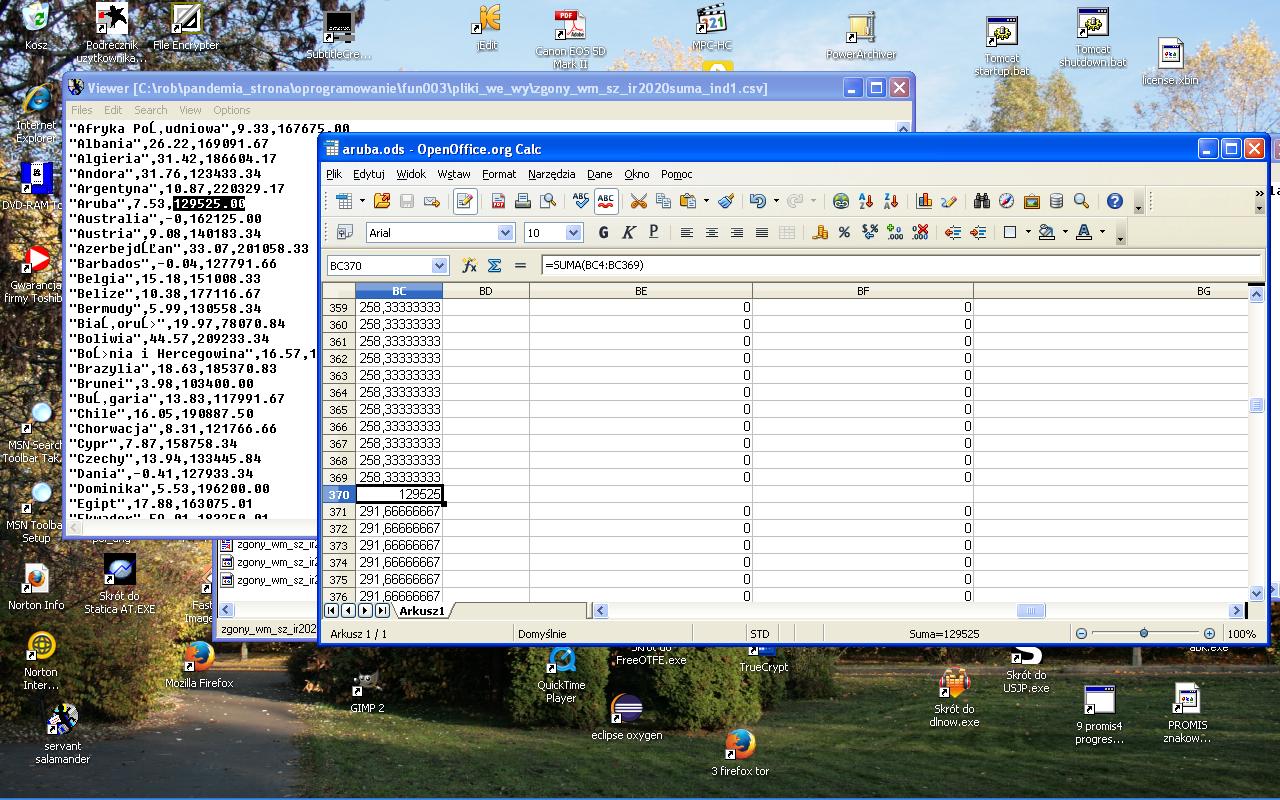 Kosz
Podręcznik użytkownika...
File Encrypter
SubtitleCre...
jEdit
Canon EOS 5D Mark II
MPC-HC
PowerArchiver
Tomcat startup.bat
Tomcat shutdown.bat
license.xbin
Internet Explorer
DVD-RAM To
Gwarancja firmy Toshib
MSN Search Toolbar Tak
MSN Toolba Setup
Norton Info
Norton Inter...
servant salamander
Viewer [C:\rob\pandemia_strona\oprogramowanie\fun003\pliki_we_wy\zgony_wm_sz_ir2020suma_ind1.csv]
Files Edit Search View Options
"Afryka PoĹ‚udniowa",9.33,167675.00
"Albania",26.22,169091.67
"Algieria",31.42,186604.17
"Andora",31.76,123433.34
"Argentyna",10.87,220329.17
"Aruba",7.53,129525.00
"Australia",-0,162125.00
"Austria",9.08,140183.34
"AzerbejdĹĽan",33.07,201058.33
"Barbados",-0.04,127791.66
"Belgia",15.18,151008.33
"Belize",10.38,177116.67
"Bermudy",5.99,130558.34
"BiaĹ‚oruĹ›",19.97,78070.84
"Boliwia",44.57,209233.34
"BoĹ›nia i Hercegowina",16.57,1
"Brazylia",18.63,185370.83
"Brunei",3.98,103400.00
"BuĹ‚garia",13.83,117991.67
"Chile",16.05,190887.50
"Chorwacja",8.31,121766.66
"Cypr",7.87,158758.34
"Czechy",13.94,133445.84
"Dania",-0.41,127933.34
"Dominika",5.53,196200.00
"Egipt",17.88,163075.01
aruba.ods - OpenOffice.org Calc
Plik Edytuj Widok Wstaw Format Narzędzia Dane Okno Pomoc
Arial 10 G K P
BC370 =SUMA(BC4:BC369)
BC BD BE BF BG
359 258,33333333 0 0
360 258,33333333 0 0
361 258,33333333 0 0
362 258,33333333 0 0
363 258,33333333 0 0
364 258,33333333 0 0
365 258,33333333 0 0
366 258,33333333 0 0
367 258,33333333 0 0
368 258,33333333 0 0
369 258,33333333 0 0
370 129525
371 291,66666667 0 0
372 291,66666667 0 0
373 291,66666667 0 0
374 291,66666667 0 0
375 291,66666667 0 0
376 291,66666667 0 0
Arkusz1
Arkusz 1 / 1 Domyślnie STD Suma=129525 100%
zgony_wm_sz_ir2
zgony_wm_sz_ir2
zgony_wm_sz_ir2
zgony_wm_sz_ir202
Skrót do Statica AT.EXE
Fast Image
Mozilla Firefox
GIMP 2
QuickTime Player
Skrót do FreeOTFE.exe
TrueCrypt
eclipse oxygen
3 firefox tor
Skrót do dlnow.exe
Skrót do USJP.exe
9 promis4 progres...
PROMIS znakow...